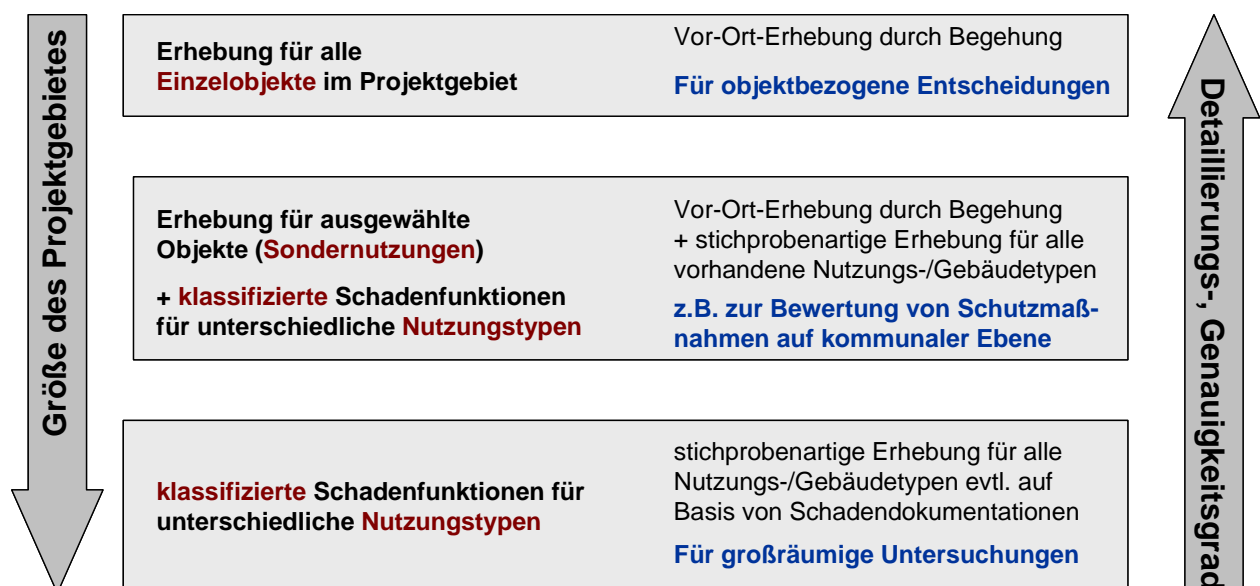 Größe des Projektgebietes
Erhebung für alle
Einzelobjekte im Projektgebiet
Vor-Ort-Erhebung durch Begehung
Für objektbezogene Entscheidungen
Erhebung für ausgewählte
Objekte (Sondernutzungen)
+ klassifizierte Schadenfunktionen
für unterschiedliche Nutzungstypen
Vor-Ort-Erhebung durch Begehung
+ stichprobenartige Erhebung für alle
vorhandene Nutzungs-/Gebäudetypen
z.B. zur Bewertung von Schutzmaß-
nahmen auf kommunaler Ebene
klassifizierte Schadenfunktionen für
unterschiedliche Nutzungstypen
stichprobenartige Erhebung für alle
Nutzungs-/Gebäudetypen evtl. auf
Basis von Schadendokumentationen
Für großräumige Untersuchungen
Detaillierungs-, Genauigkeitsgrad